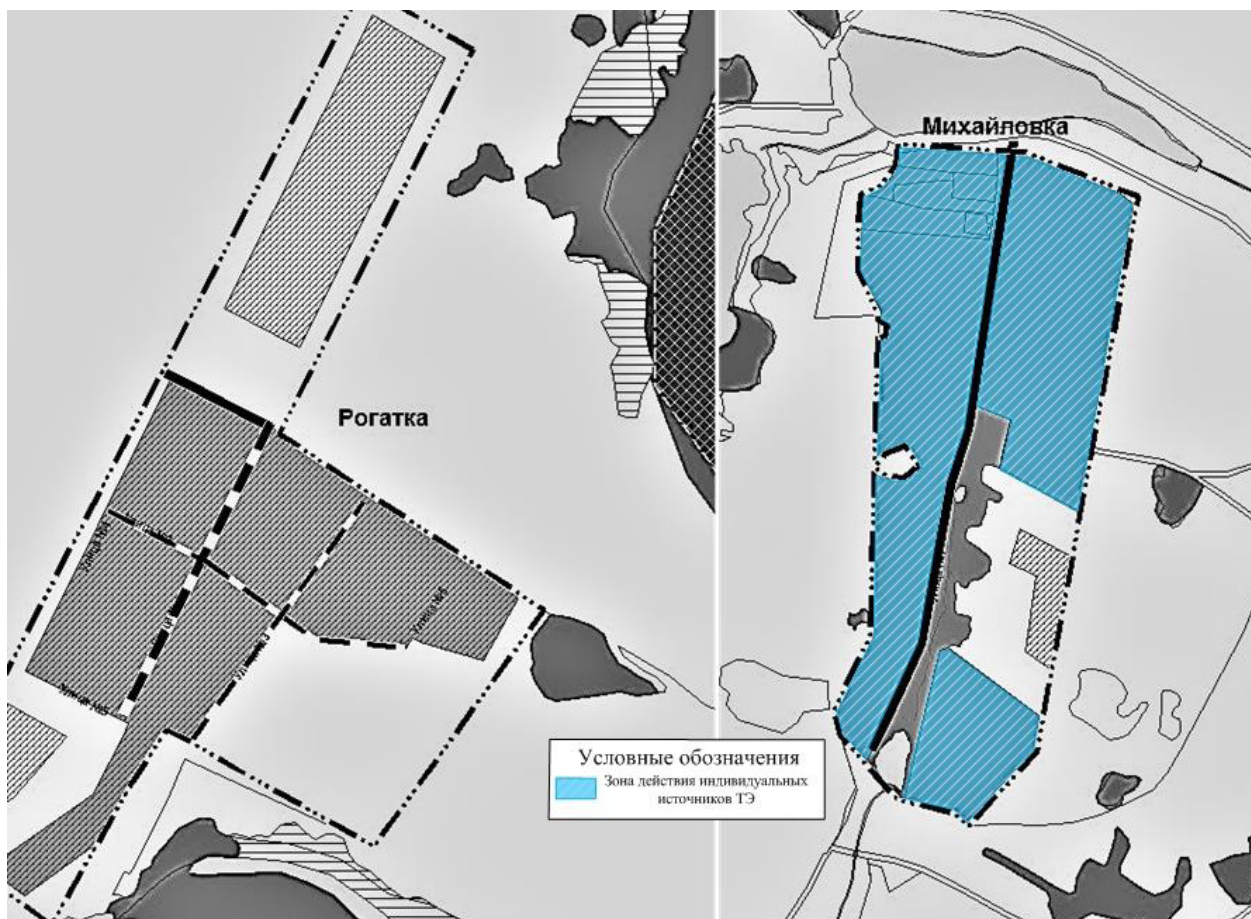 Михайловка
Рогатка
Условные обозначения
Зона действия индивидуальных
источников ТЭ